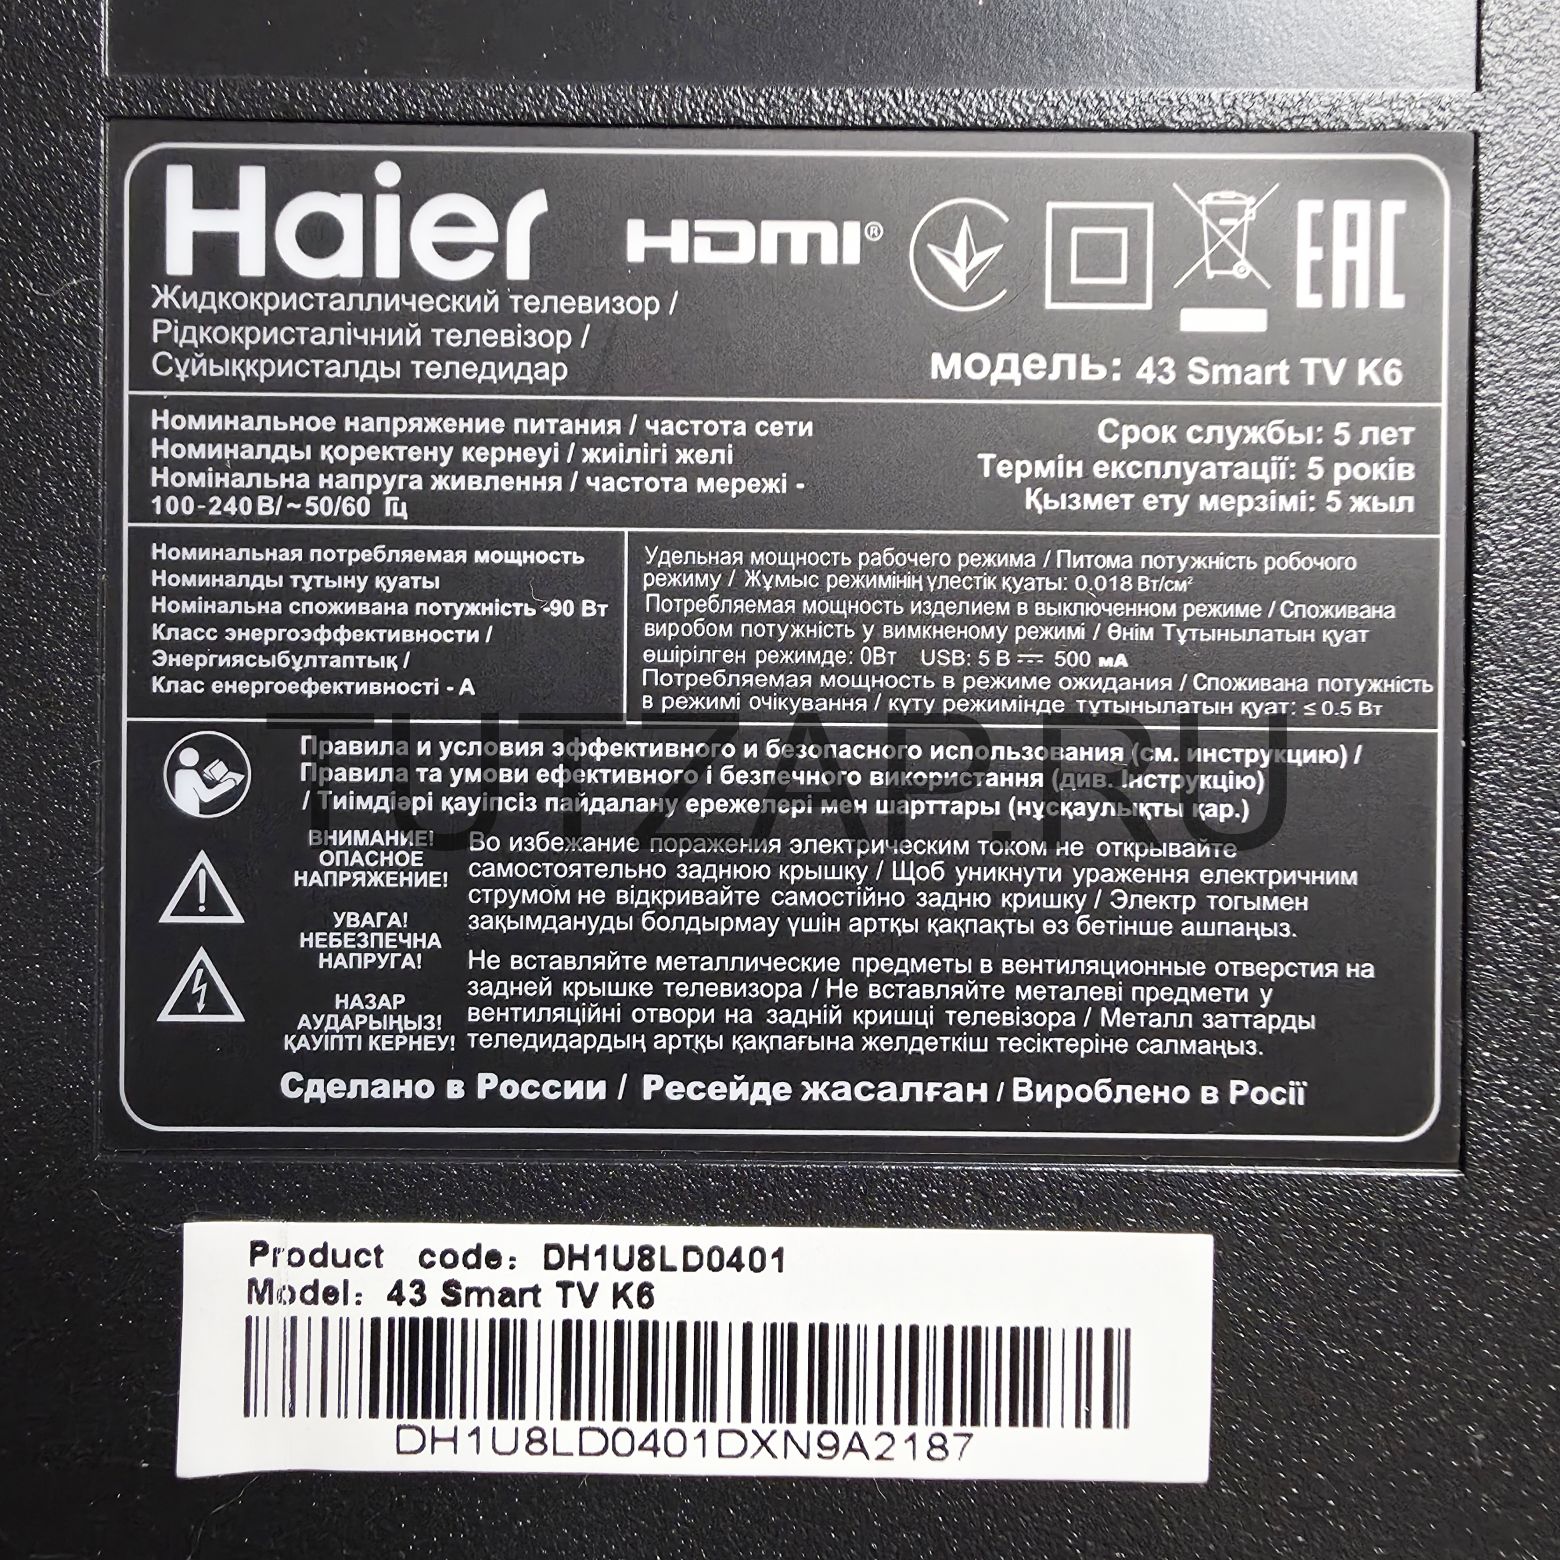 Haier HDMI® EAC
Жидкокристаллический телевизор /
Рідкокристалічний телевізор /
Сұйыққристалды теледидар
модель: 43 Smart TV K6
Номинальное напряжение питания / частота сети
Номиналды қоректену кернеуі / жиілігі желі
Номінальна напруга живлення / частота мережі -
100-240 В/ ~ 50/60 Гц
Срок службы: 5 лет
Термін експлуатації: 5 років
Қызмет ету мерзімі: 5 жыл
Номинальная потребляемая мощность
Номиналды тұтыну қуаты
Номінальна споживана потужність -90 Вт
Класс энергоэффективности /
Энергиясыбұлтаптық /
Клас енергоефективності - А
Удельная мощность рабочего режима / Питома потужність робочого
режиму / Жұмыс режимінің үлестік қуаты: 0,018 Вт/см²
Потребляемая мощность изделием в выключенном режиме / Споживана
виробом потужність у вимкненому режимі / Өнім Тұтынылатын қуат
өшірілген режимде: 0Вт USB: 5 В ⎓ 500 мА
Потребляемая мощность в режиме ожидания / Споживана потужність
в режимі очікування / күту режимінде тұтынылатын қуат: ≤ 0.5 Вт
Правила и условия эффективного и безопасного использования (см. инструкцию) /
Правила та умови ефективного і безпечного використання (див. Інструкцію)
/ Тиімдіәрі қауіпсіз пайдалану ережелері мен шарттары (нұсқаулықты қар.)
ВНИМАНИЕ!
ОПАСНОЕ
НАПРЯЖЕНИЕ!
УВАГА!
НЕБЕЗПЕЧНА
НАПРУГА!
НАЗАР
АУДАРЫҢЫЗ!
ҚАУІПТІ КЕРНЕУ!
Во избежание поражения электрическим током не открывайте
самостоятельно заднюю крышку / Щоб уникнути ураження електричним
струмом не відкривайте самостійно задню кришку / Электр тогымен
зақымдануды болдырмау үшін артқы қақпақты өз бетінше ашпаңыз.
Не вставляйте металлические предметы в вентиляционные отверстия на
задней крышке телевизора / Не вставляйте металеві предмети у
вентиляційні отвори на задній кришці телевізора / Металл заттарды
теледидардың артқы қақпағына желдеткіш тесіктеріне салмаңыз.
Сделано в России / Ресейде жасалған / Вироблено в Росії
TUTZAP.RU
Product code: DH1U8LD0401
Model: 43 Smart TV K6
DH1U8LD0401DXN9A2187